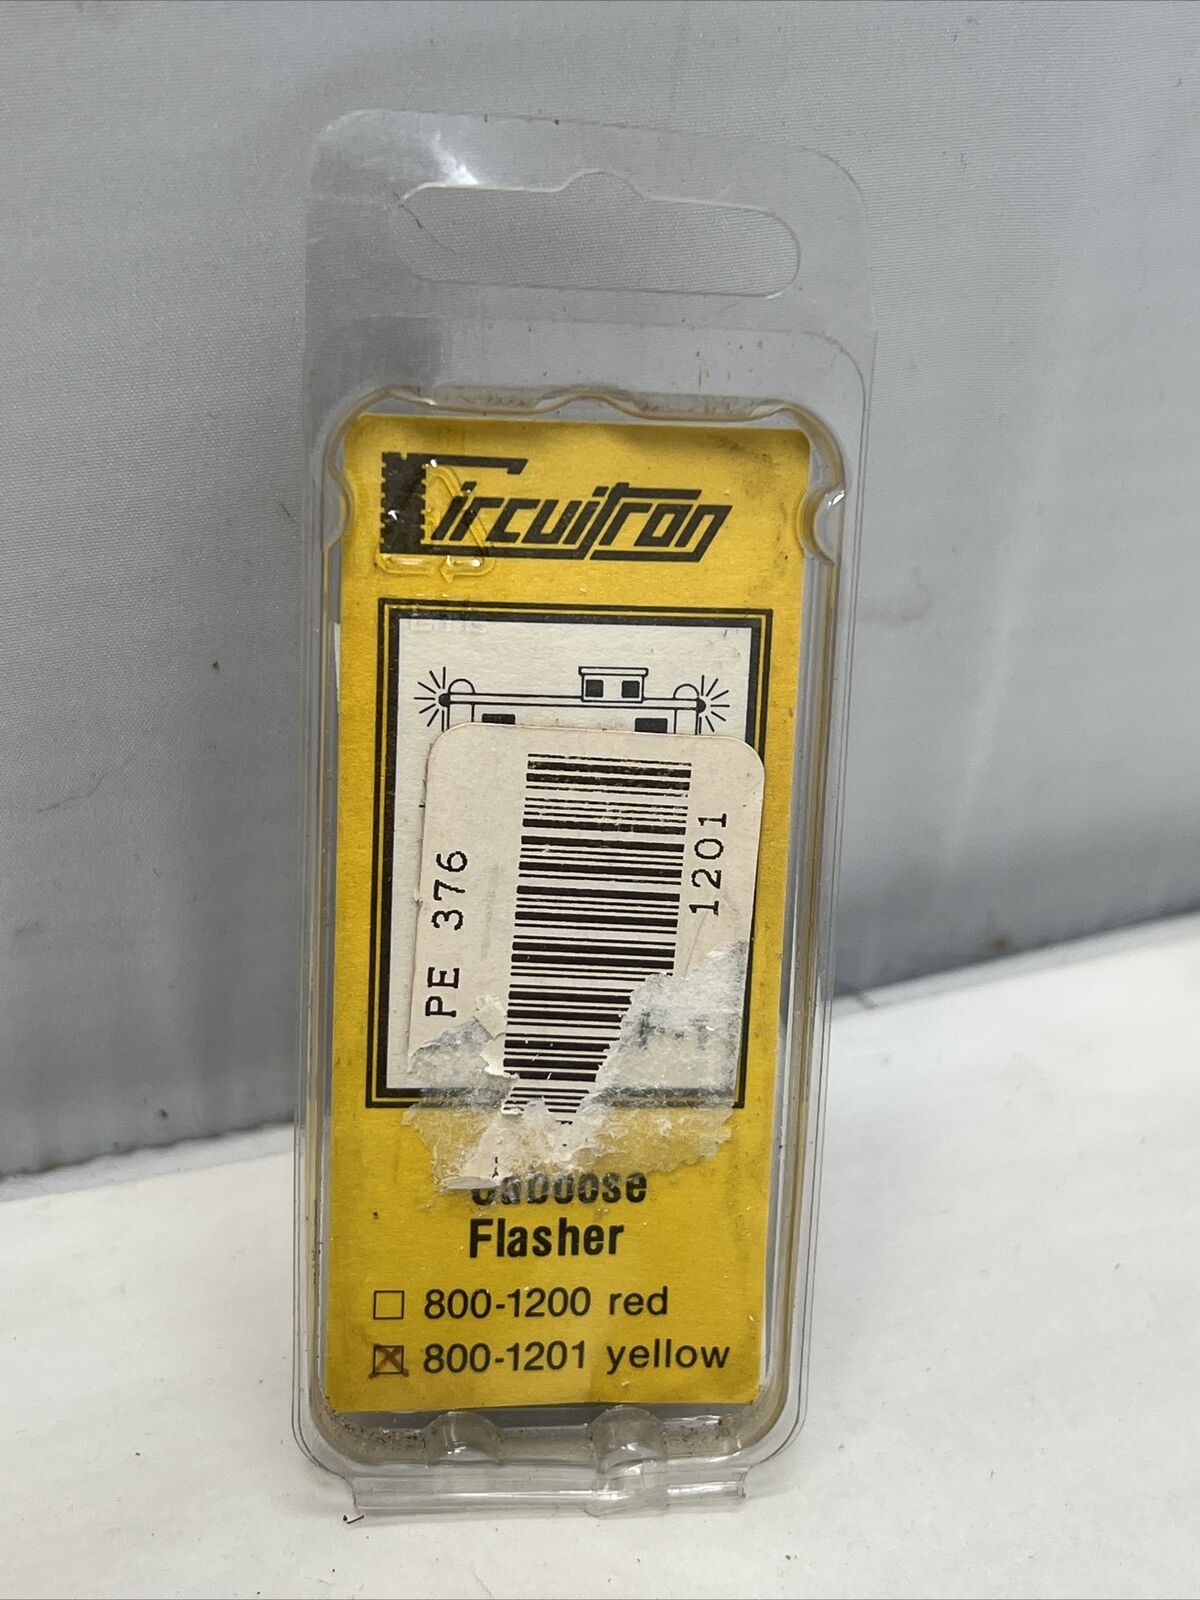 Circuitron
PE 376
1201
Caboose
Flasher
800-1200 red
800-1201 yellow